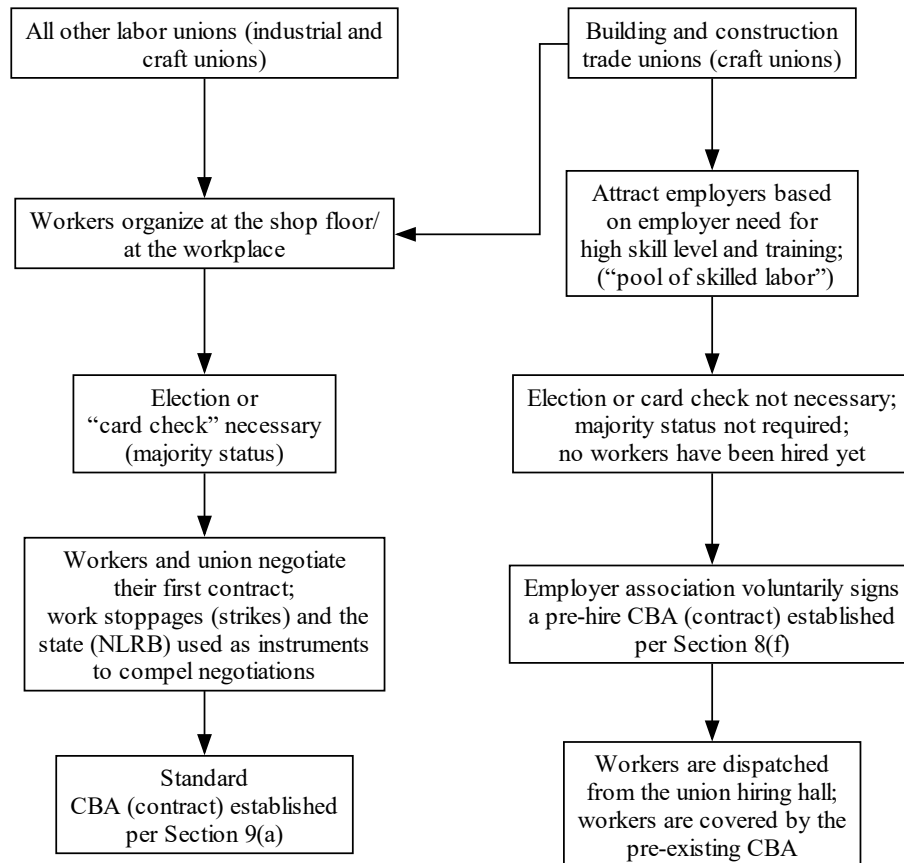 All other labor unions (industrial and
craft unions)
Building and construction
trade unions (craft unions)
Workers organize at the shop floor/
at the workplace
Attract employers based
on employer need for
high skill level and training;
(“pool of skilled labor”)
Election or
“card check” necessary
(majority status)
Election or card check not necessary;
majority status not required;
no workers have been hired yet
Workers and union negotiate
their first contract;
work stoppages (strikes) and the
state (NLRB) used as instruments
to compel negotiations
Employer association voluntarily signs
a pre-hire CBA (contract) established
per Section 8(f)
Standard
CBA (contract) established
per Section 9(a)
Workers are dispatched
from the union hiring hall;
workers are covered by the
pre-existing CBA